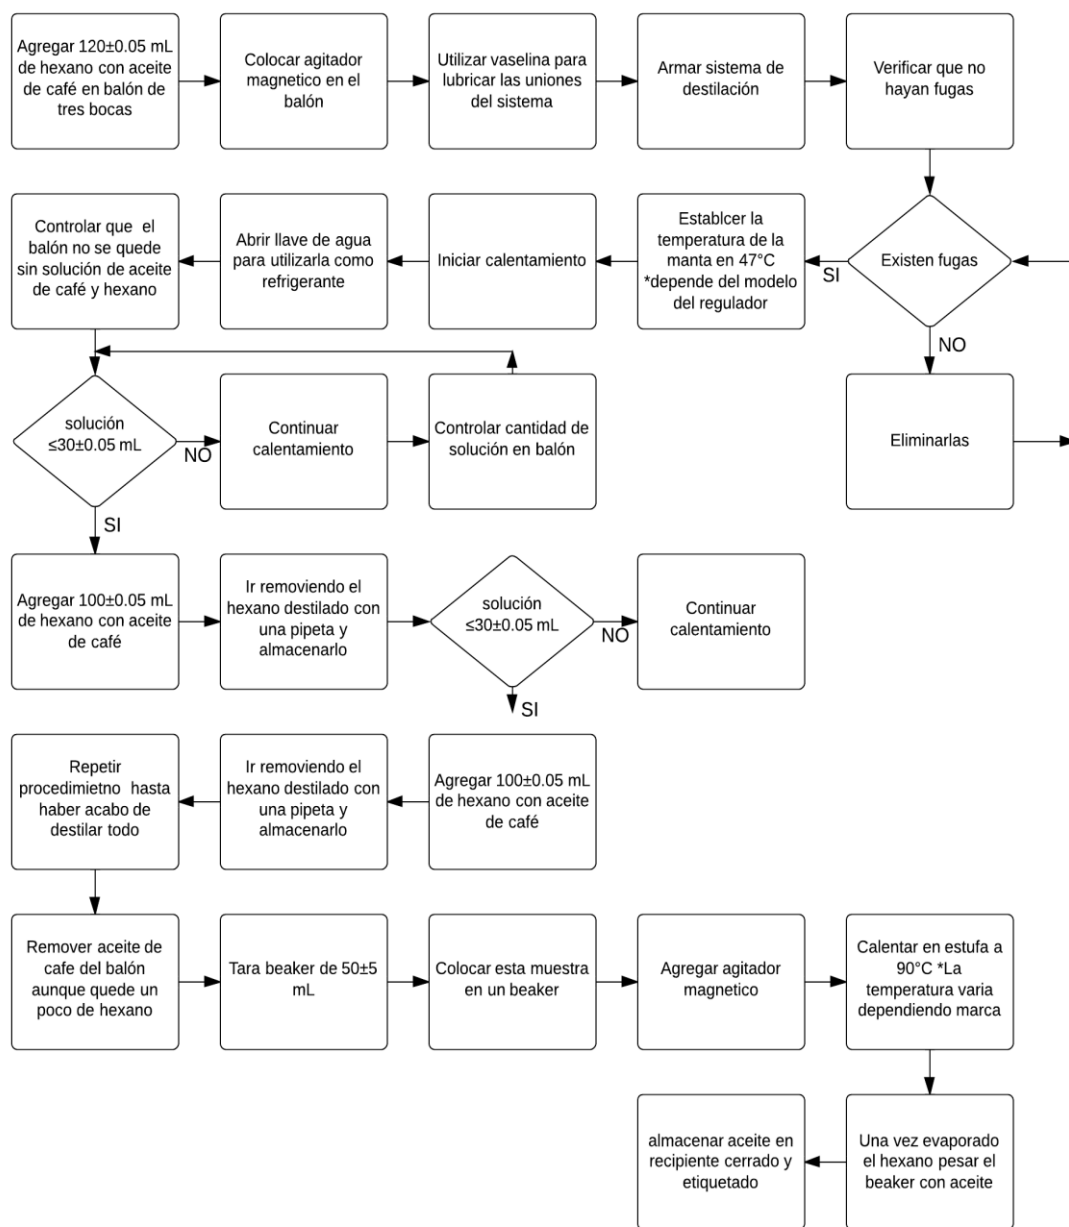 Agregar 120±0.05 mL
de hexano con aceite
de café en balón de
tres bocas
Colocar agitador
magnetico en el
balón
Utilizar vaselina para
lubricar las uniones
del sistema
Armar sistema de
destilación
Verificar que no
hayan fugas
Existen fugas
SI
NO
Eliminarlas
Establcer la
temperatura de la
manta en 47°C
*depende del modelo
del regulador
Iniciar calentamiento
Abrir llave de agua
para utilizarla como
refrigerante
Controlar que el
balón no se quede
sin solución de aceite
de café y hexano
solución
≤30±0.05 mL
NO
Continuar
calentamiento
Controlar cantidad de
solución en balón
SI
Agregar 100±0.05 mL
de hexano con aceite
de café
Ir removiendo el
hexano destilado con
una pipeta y
almacenarlo
solución
≤30±0.05 mL
NO
Continuar
calentamiento
SI
Agregar 100±0.05 mL
de hexano con aceite
de café
Ir removiendo el
hexano destilado con
una pipeta y
almacenarlo
Repetir
procedimietno hasta
haber acabo de
destilar todo
Remover aceite de
cafe del balón
aunque quede un
poco de hexano
Tara beaker de 50±5
mL
Colocar esta muestra
en un beaker
Agregar agitador
magnetico
Calentar en estufa a
90°C *La
temperatura varia
dependiendo marca
Una vez evaporado
el hexano pesar el
beaker con aceite
almacenar aceite en
recipiente cerrado y
etiquetado